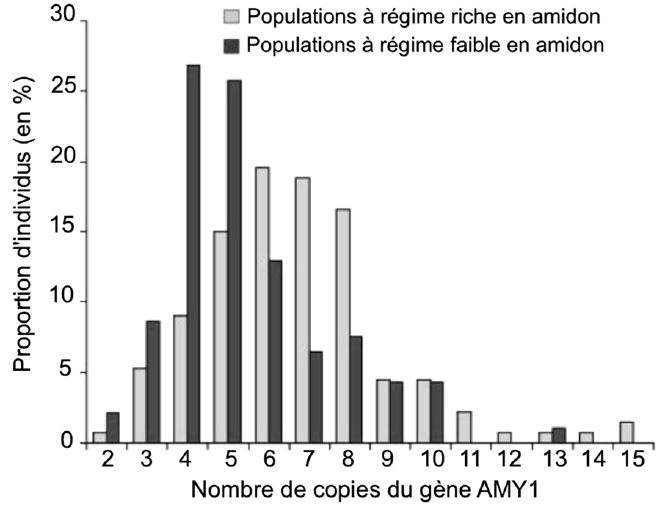 Populations à régime riche en amidon
Populations à régime faible en amidon
Proportion d'individus (en %)
30
25
20
15
10
5
0
2 3 4 5 6 7 8 9 10 11 12 13 14 15
Nombre de copies du gène AMY1